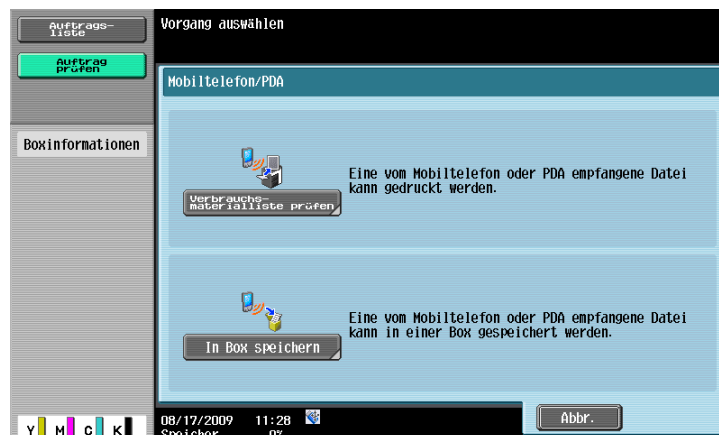 Auftrags-
liste
Auftrag
prüfen
Boxinformationen
Vorgang auswählen
Mobiltelefon/PDA
Eine vom Mobiltelefon oder PDA empfangene Datei
kann gedruckt werden.
Verbrauchs-
materialliste prüfen
Eine vom Mobiltelefon oder PDA empfangene Datei
kann in einer Box gespeichert werden.
In Box speichern
Y M C K
08/17/2009 11:28
Speicher 0%
Abbr.